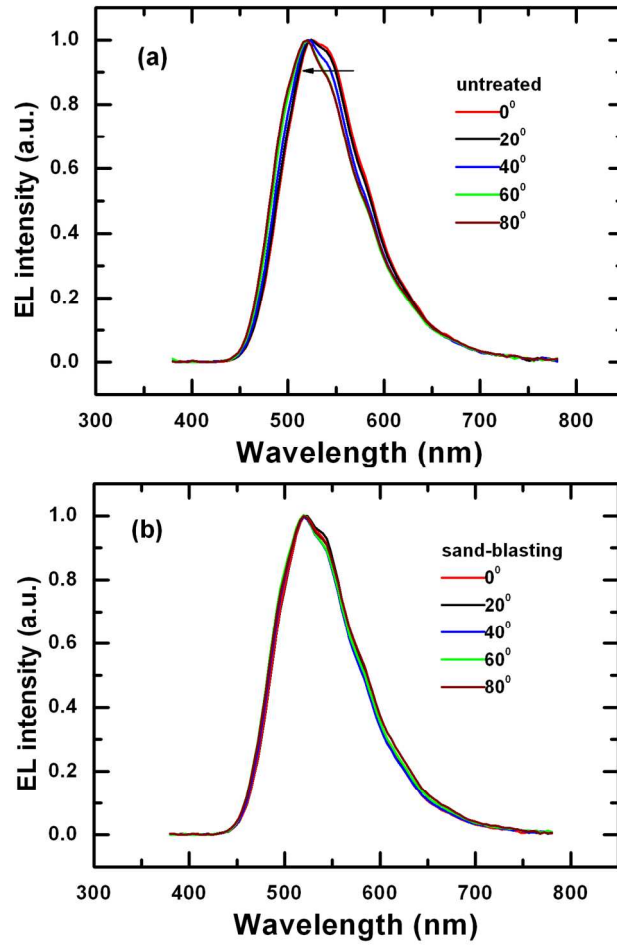 (a)
untreated
0⁰
20⁰
40⁰
60⁰
80⁰
EL intensity (a.u.)
1.0
0.8
0.6
0.4
0.2
0.0
300 400 500 600 700 800
Wavelength (nm)
(b)
sand-blasting
0⁰
20⁰
40⁰
60⁰
80⁰
EL intensity (a.u.)
1.0
0.8
0.6
0.4
0.2
0.0
300 400 500 600 700 800
Wavelength (nm)